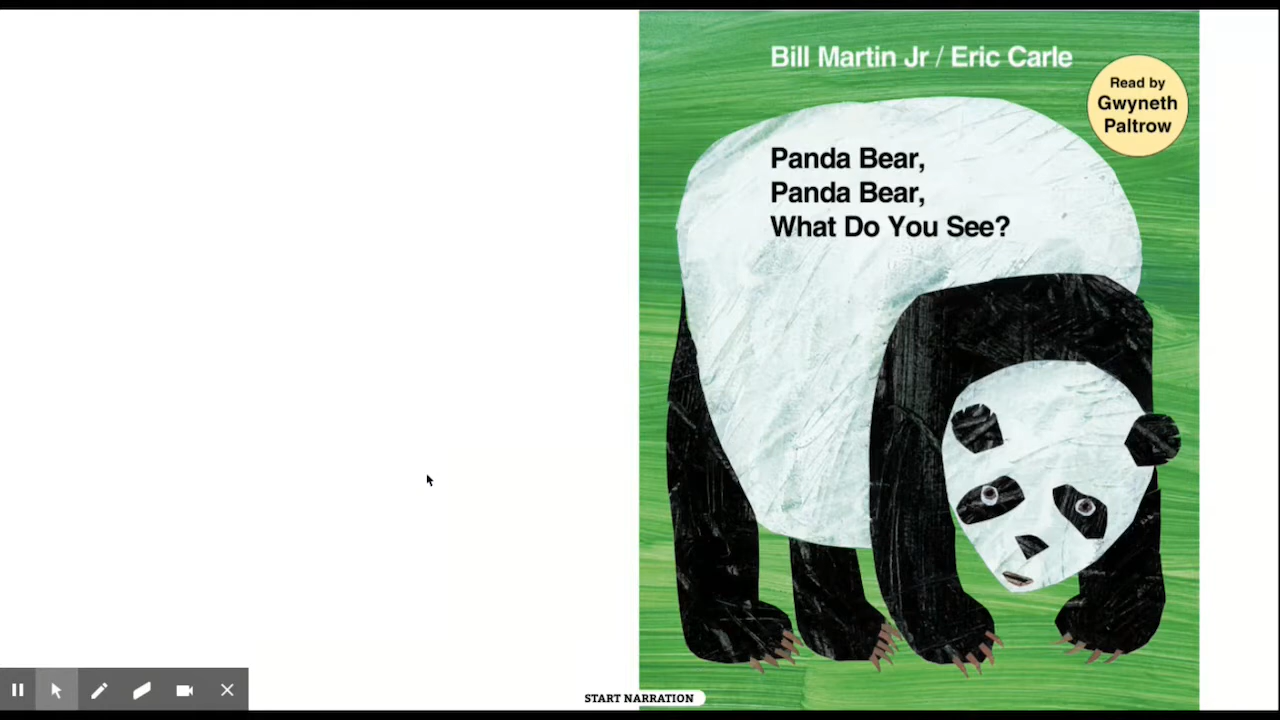 Bill Martin Jr / Eric Carle
Read by
Gwyneth
Paltrow
Panda Bear,
Panda Bear,
What Do You See?
START NARRATION